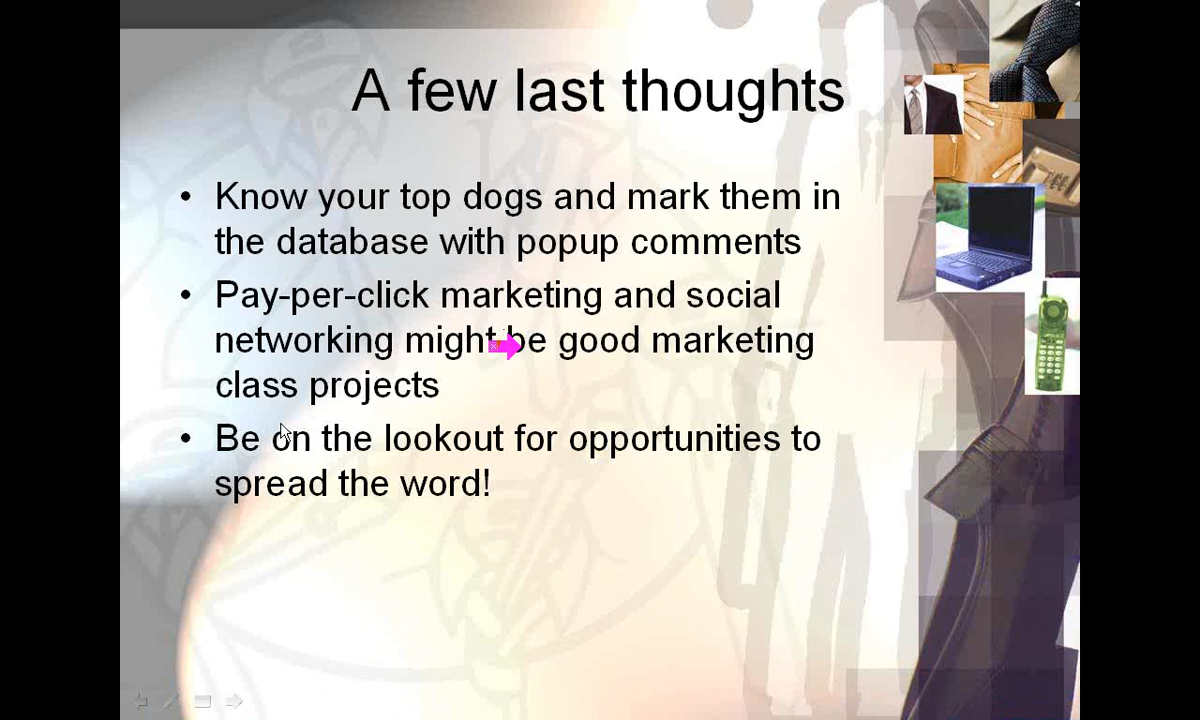 A few last thoughts
• Know your top dogs and mark them in
the database with popup comments
• Pay-per-click marketing and social
networking might be good marketing
class projects
• Be on the lookout for opportunities to
spread the word!